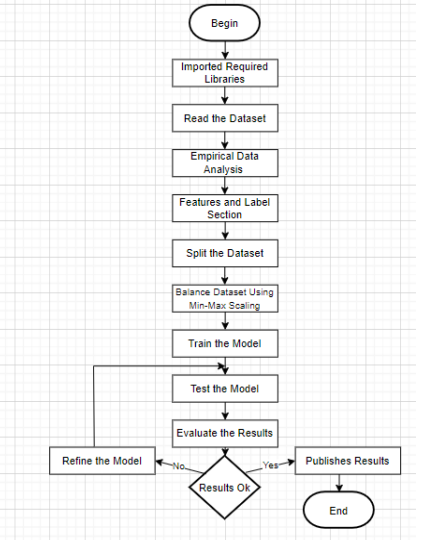 Begin
Imported Required
Libraries
Read the Dataset
Empirical Data
Analysis
Features and Label
Section
Split the Dataset
Balance Dataset Using
Min-Max Scaling
Train the Model
Test the Model
Evaluate the Results
Refine the Model
No
Results Ok
Yes
Publishes Results
End